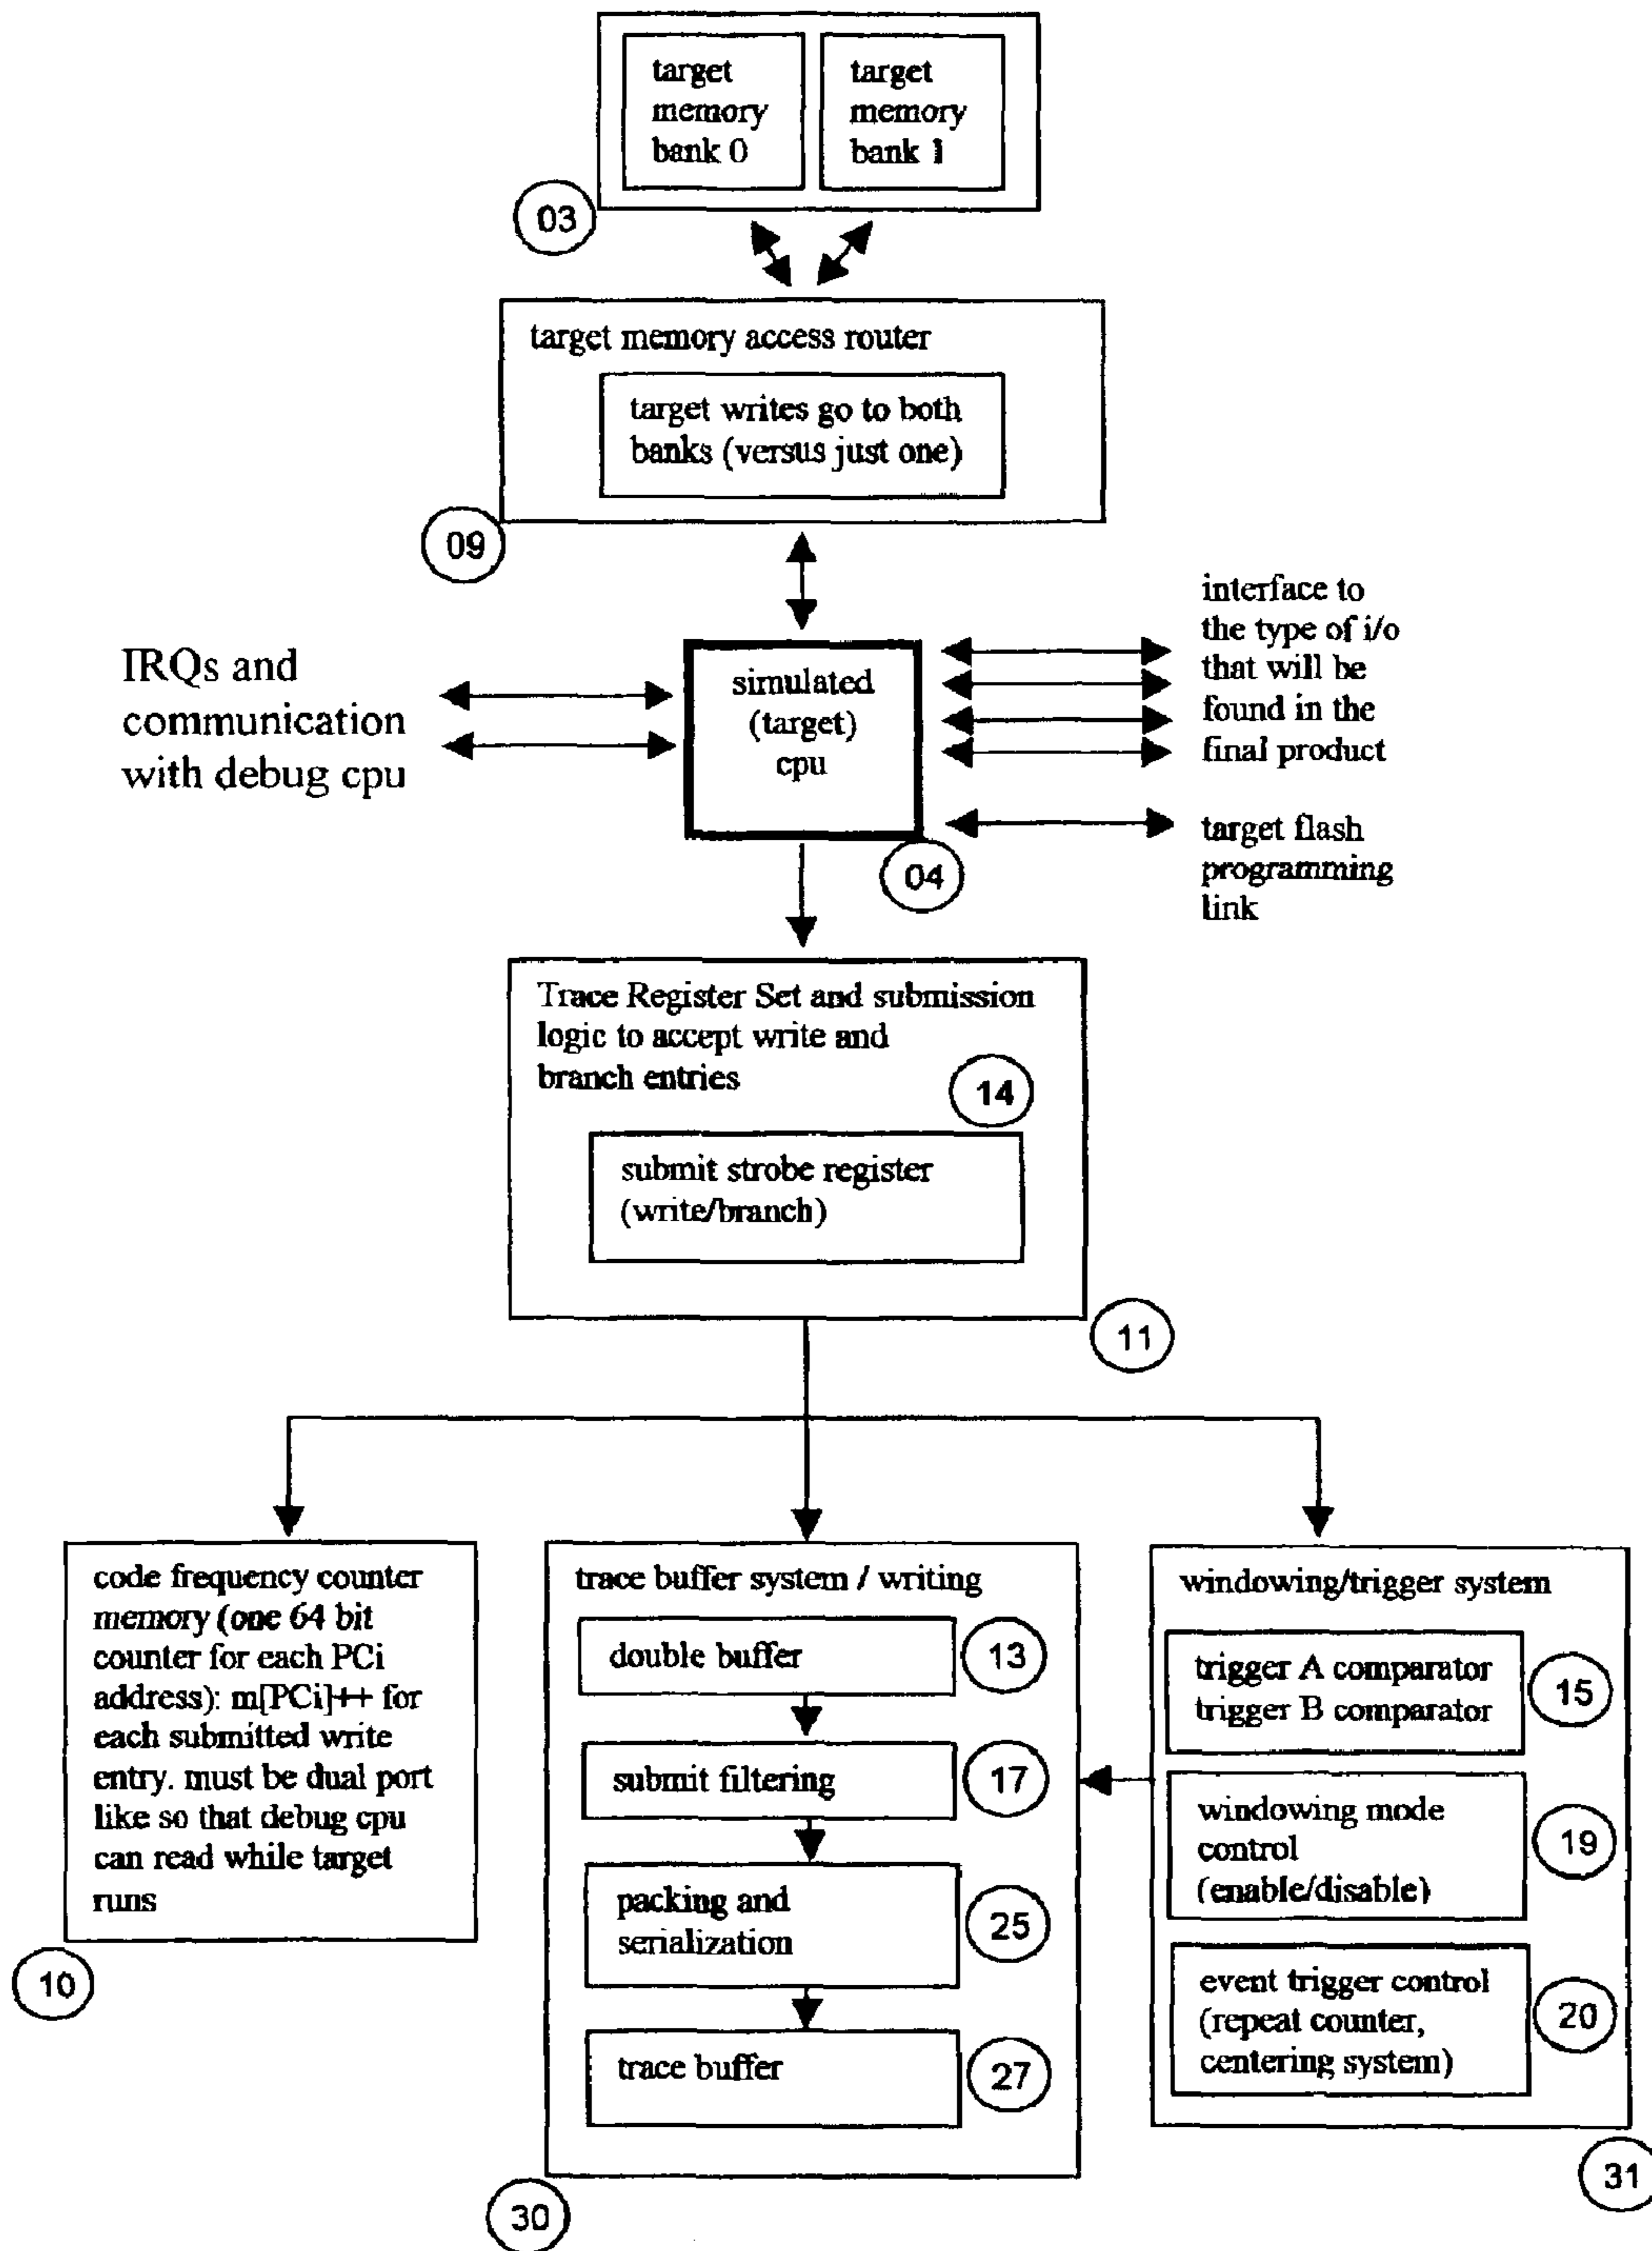 target
memory
bank 0
target
memory
bank 1
03
target memory access router
target writes go to both
banks (versus just one)
09
IRQs and
communication
with debug cpu
simulated
(target)
cpu
04
interface to
the type of i/o
that will be
found in the
final product
target flash
programming
link
Trace Register Set and submission
logic to accept write and
branch entries
14
submit strobe register
(write/branch)
11
code frequency counter
memory (one 64 bit
counter for each PCi
address): m[PCi]++ for
each submitted write
entry. must be dual port
like so that debug cpu
can read while target
runs
10
trace buffer system / writing
double buffer
13
submit filtering
17
packing and
serialization
25
trace buffer
27
30
windowing/trigger system
trigger A comparator
trigger B comparator
15
windowing mode
control
(enable/disable)
19
event trigger control
(repeat counter,
centering system)
20
31